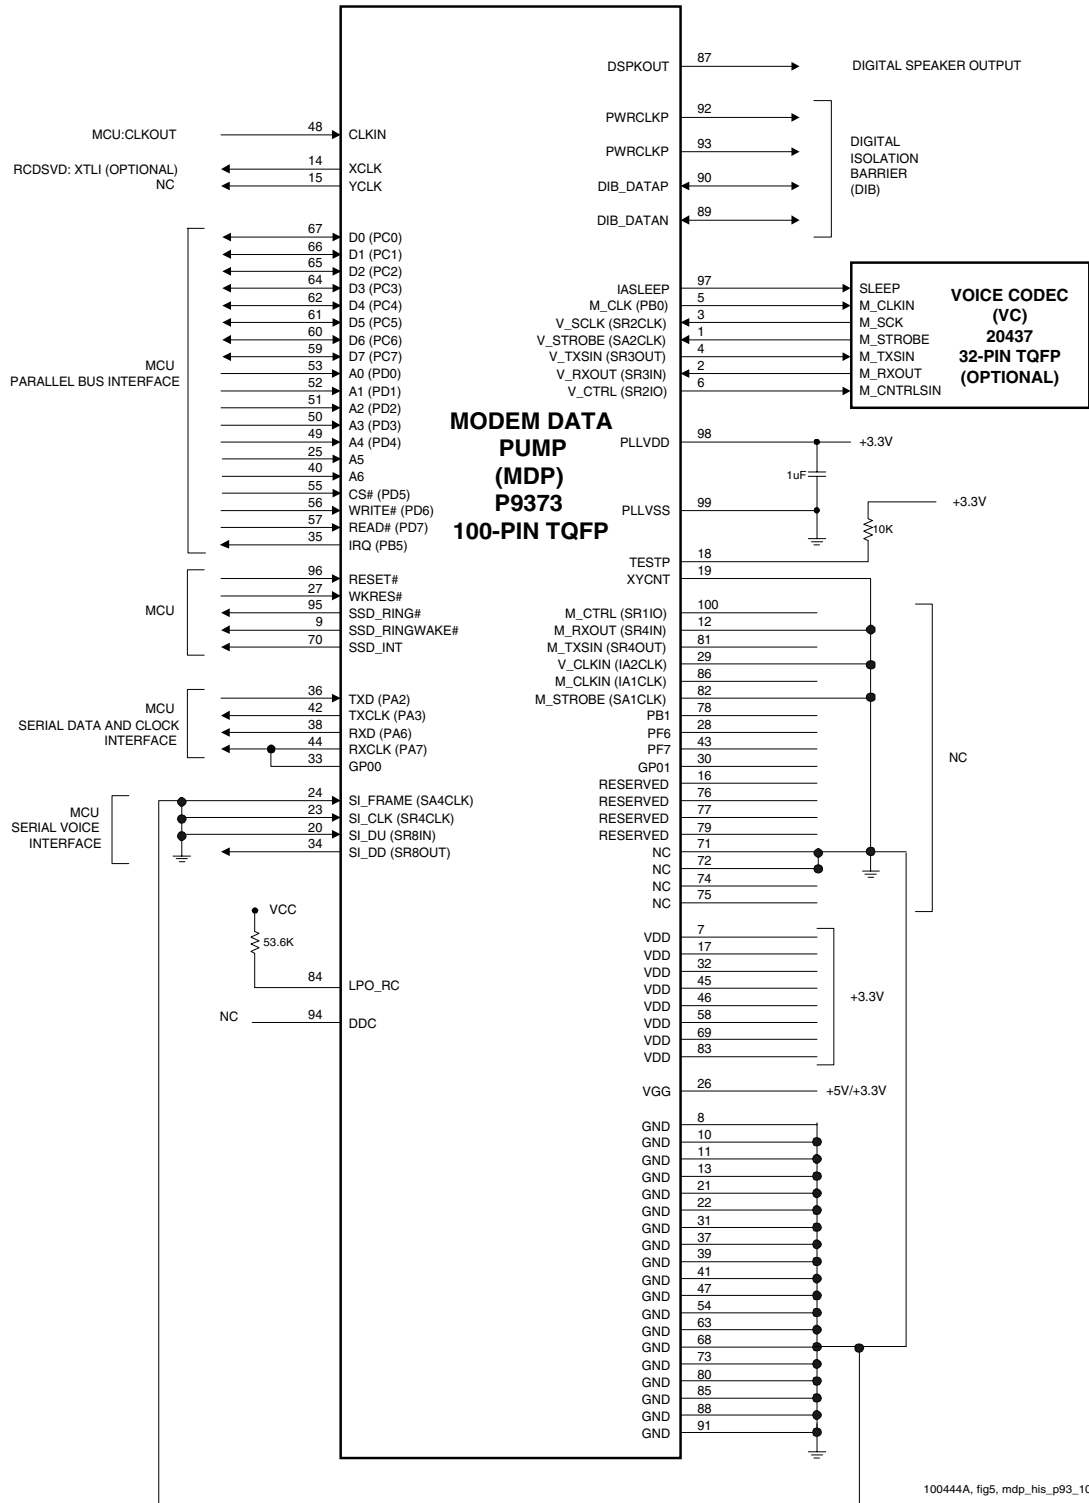 DSPKOUT 87 DIGITAL SPEAKER OUTPUT
PWRCLKP 92
PWRCLKP 93
DIB_DATAP 90
DIB_DATAN 89
DIGITAL
ISOLATION
BARRIER
(DIB)
MCU:CLKOUT 48 CLKIN
RCDSVD: XTLI (OPTIONAL) 14 XCLK
NC 15 YCLK
MCU
PARALLEL BUS INTERFACE
67 D0 (PC0)
66 D1 (PC1)
65 D2 (PC2)
64 D3 (PC3)
62 D4 (PC4)
61 D5 (PC5)
60 D6 (PC6)
59 D7 (PC7)
53 A0 (PD0)
52 A1 (PD1)
51 A2 (PD2)
50 A3 (PD3)
49 A4 (PD4)
25 A5
40 A6
55 CS# (PD5)
56 WRITE# (PD6)
57 READ# (PD7)
35 IRQ (PB5)
MCU
96 RESET#
27 WKRES#
95 SSD_RING#
9 SSD_RINGWAKE#
70 SSD_INT
MCU
SERIAL DATA AND CLOCK
INTERFACE
36 TXD (PA2)
42 TXCLK (PA3)
38 RXD (PA6)
44 RXCLK (PA7)
33 GP00
MCU
SERIAL VOICE
INTERFACE
24 SI_FRAME (SA4CLK)
23 SI_CLK (SR4CLK)
20 SI_DU (SR8IN)
34 SI_DD (SR8OUT)
VCC
53.6K
84 LPO_RC
NC 94 DDC
MODEM DATA
PUMP
(MDP)
P9373
100-PIN TQFP
IASLEEP 97 SLEEP
M_CLK (PB0) 5 M_CLKIN
V_SCLK (SR2CLK) 3 M_SCK
V_STROBE (SA2CLK) 1 M_STROBE
V_TXSIN (SR3OUT) 4 M_TXSIN
V_RXOUT (SR3IN) 2 M_RXOUT
V_CTRL (SR2IO) 6 M_CNTRLSIN
VOICE CODEC
(VC)
20437
32-PIN TQFP
(OPTIONAL)
PLLVDD 98 +3.3V
1uF
PLLVSS 99
+3.3V
10K
TESTP 18
XYCNT 19
M_CTRL (SR1IO) 100
M_RXOUT (SR4IN) 12
M_TXSIN (SR4OUT) 81
V_CLKIN (IA2CLK) 29
M_CLKIN (IA1CLK) 86
M_STROBE (SA1CLK) 82
PB1 78
PF6 28
PF7 43
GP01 30
RESERVED 16
RESERVED 76
RESERVED 77
RESERVED 79
NC 71
NC 72
NC 74
NC 75
NC
VDD 7
VDD 17
VDD 32
VDD 45
VDD 46
VDD 58
VDD 69
VDD 83
+3.3V
VGG 26 +5V/+3.3V
GND 8
GND 10
GND 11
GND 13
GND 21
GND 22
GND 31
GND 37
GND 39
GND 41
GND 47
GND 54
GND 63
GND 68
GND 73
GND 80
GND 85
GND 88
GND 91
100444A, fig5, mdp_his_p93_10